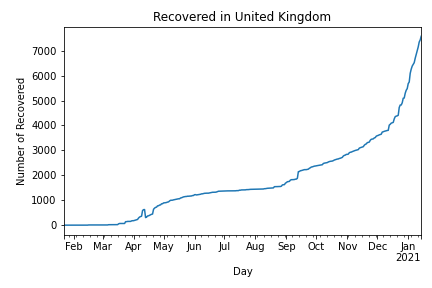 Recovered in United Kingdom
Number of Recovered
7000
6000
5000
4000
3000
2000
1000
0
Feb Mar Apr May Jun Jul Aug Sep Oct Nov Dec Jan
2021
Day